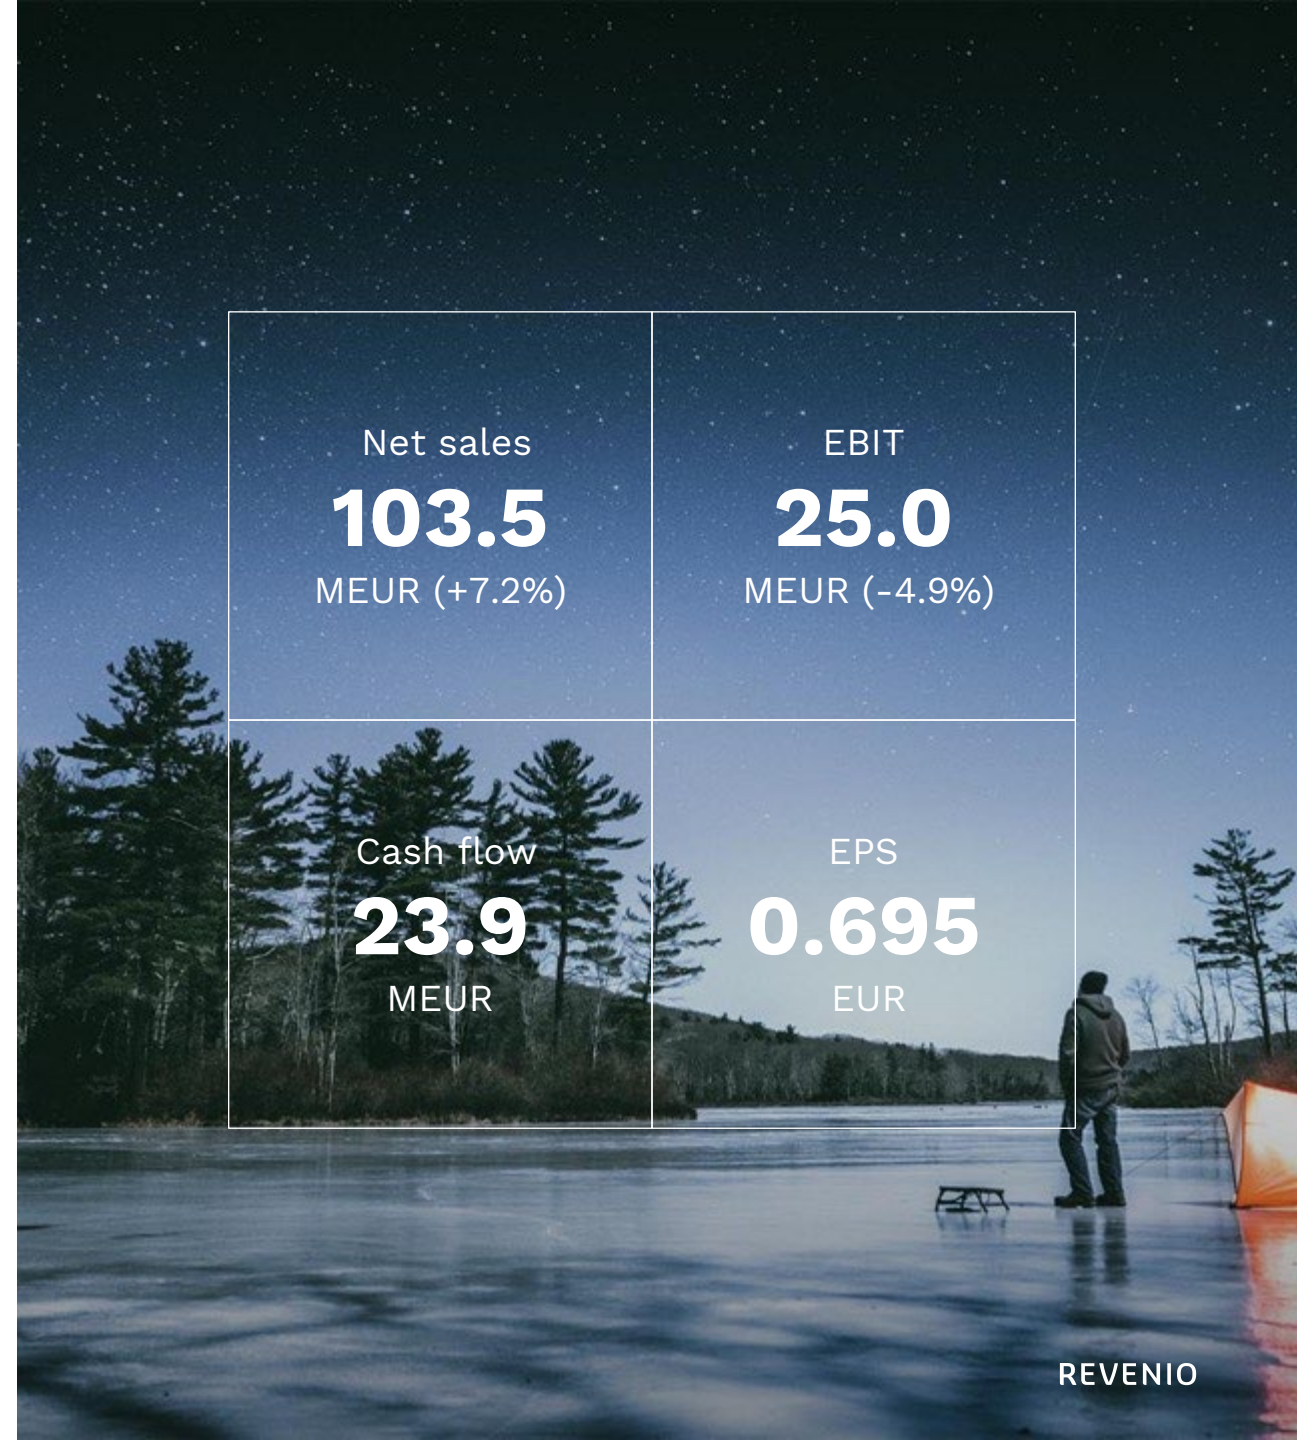 Net sales
103.5
MEUR (+7.2%)
EBIT
25.0
MEUR (-4.9%)
Cash flow
23.9
MEUR
EPS
0.695
EUR
REVENIO